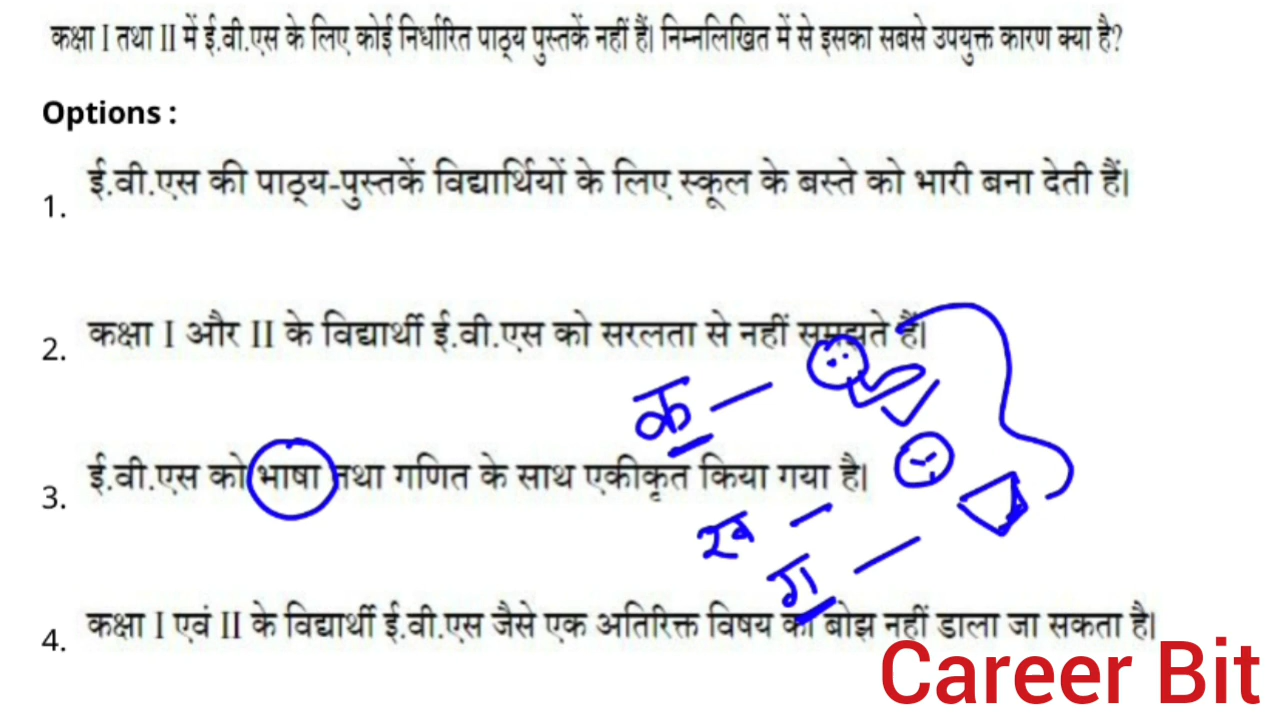 कक्षा I तथा II में ई.वी.एस के लिए कोई निर्धारित पाठ्य पुस्तकें नहीं हैं। निम्नलिखित में से इसका सबसे उपयुक्त कारण क्या है?
Options :
1. ई.वी.एस की पाठ्य-पुस्तकें विद्यार्थियों के लिए स्कूल के बस्ते को भारी बना देती हैं।
2. कक्षा I और II के विद्यार्थी ई.वी.एस को सरलता से नहीं समझते हैं।
क —
3. ई.वी.एस को भाषा तथा गणित के साथ एकीकृत किया गया है।
ख —
ग —
4. कक्षा I एवं II के विद्यार्थी ई.वी.एस जैसे एक अतिरिक्त विषय का बोझ नहीं डाला जा सकता है।
Career Bit